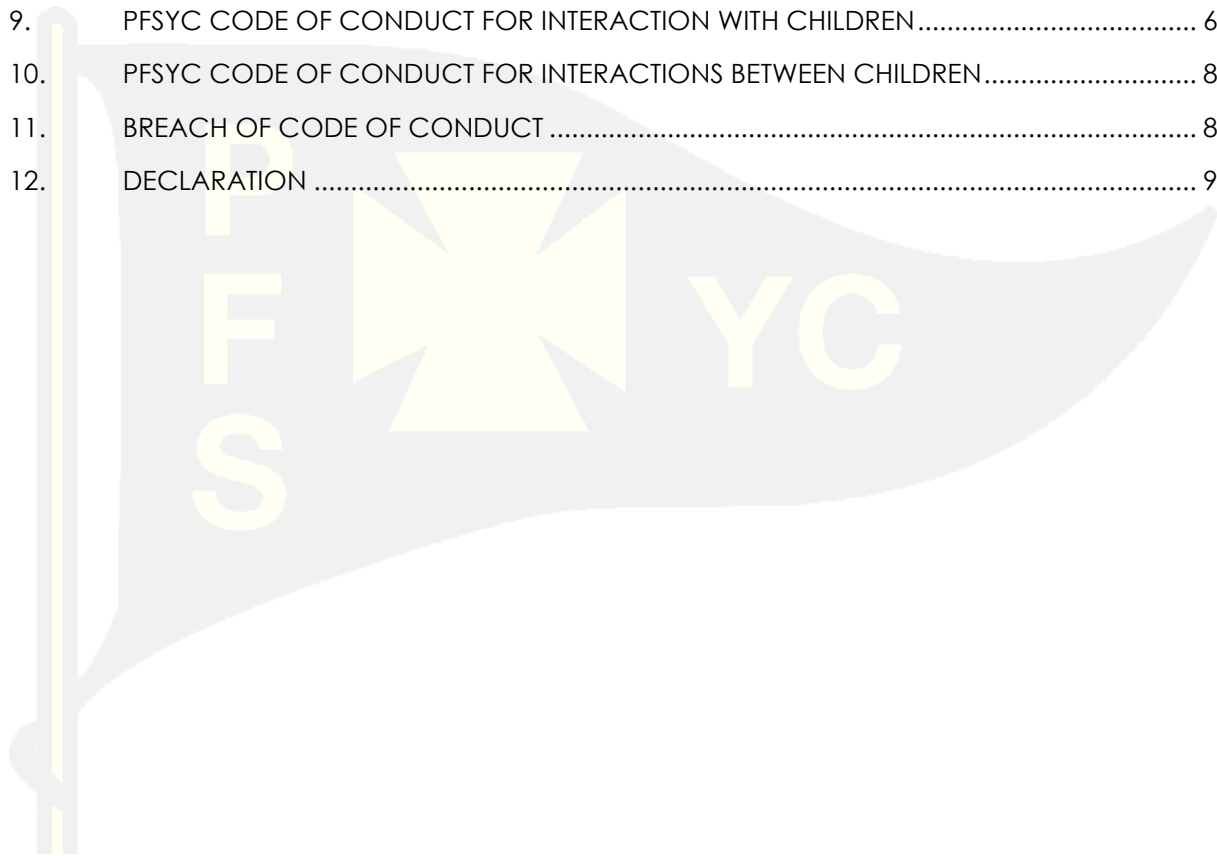 9. PFSYC CODE OF CONDUCT FOR INTERACTION WITH CHILDREN ................................. 6
10. PFSYC CODE OF CONDUCT FOR INTERACTIONS BETWEEN CHILDREN ......................... 8
11. BREACH OF CODE OF CONDUCT ............................................................ 8
12. DECLARATION ............................................................................ 9
P
F YC
S